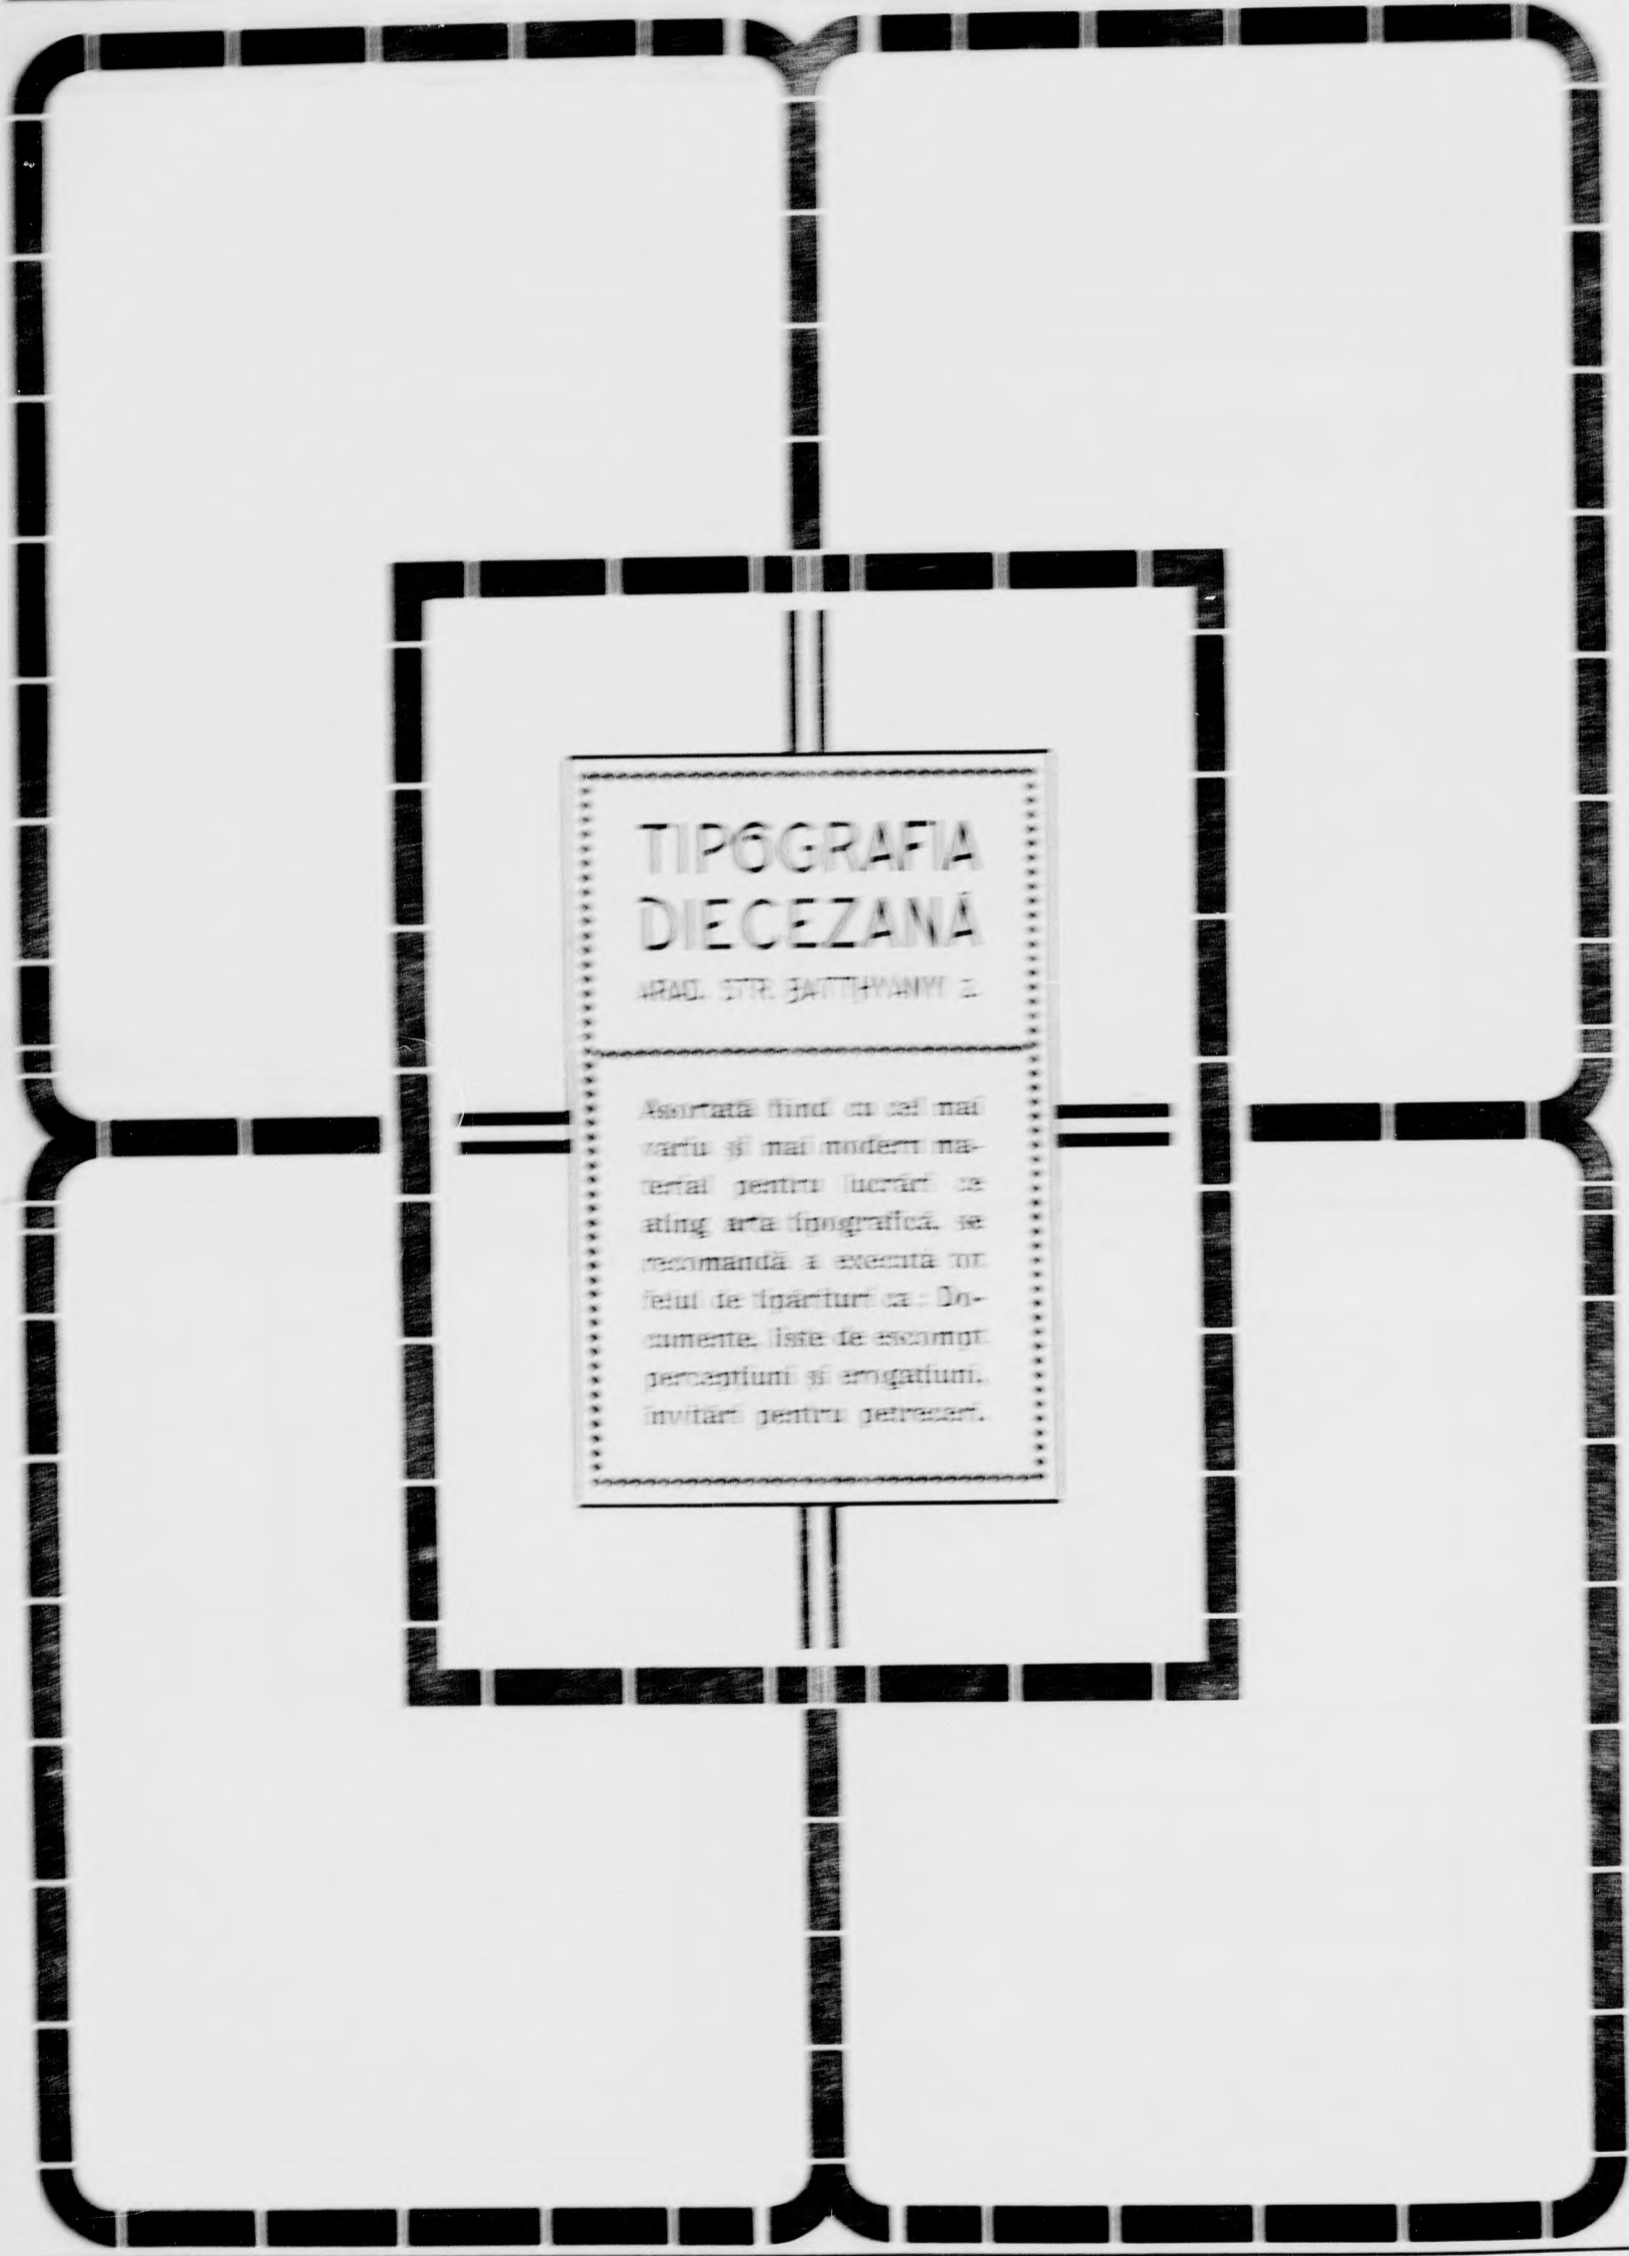 TIPOGRAFIA
DIECEZANĂ
ARAD, STR. BATTHYANYI 2.
Asortată fiind cu cel mai
variu și mai modern ma-
terial pentru lucrări ce
ating arta tipografică, se
recomandă a executa tot
felul de tipărituri ca: Do-
cumente, liste de escompt
percepțiuni și erogațiuni,
invitări pentru petreceri.